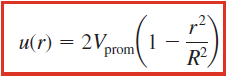 u(r) = 2V_prom(1 − r²/R²)